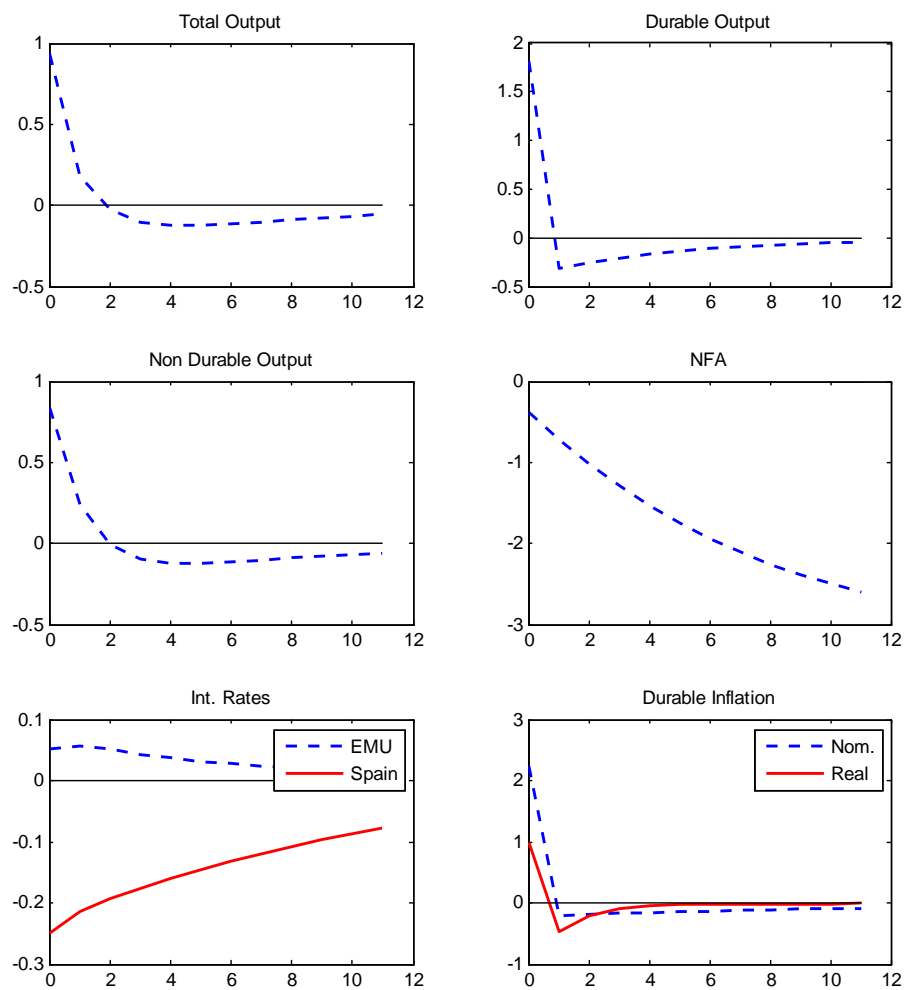 Total Output
1
0.5
0
-0.5
0 2 4 6 8 10 12
Durable Output
2
1.5
1
0.5
0
-0.5
0 2 4 6 8 10 12
Non Durable Output
1
0.5
0
-0.5
0 2 4 6 8 10 12
NFA
0
-1
-2
-3
0 2 4 6 8 10 12
Int. Rates
0.1
0
-0.1
-0.2
-0.3
0 2 4 6 8 10 12
EMU
Spain
Durable Inflation
3
2
1
0
-1
0 2 4 6 8 10 12
Nom.
Real